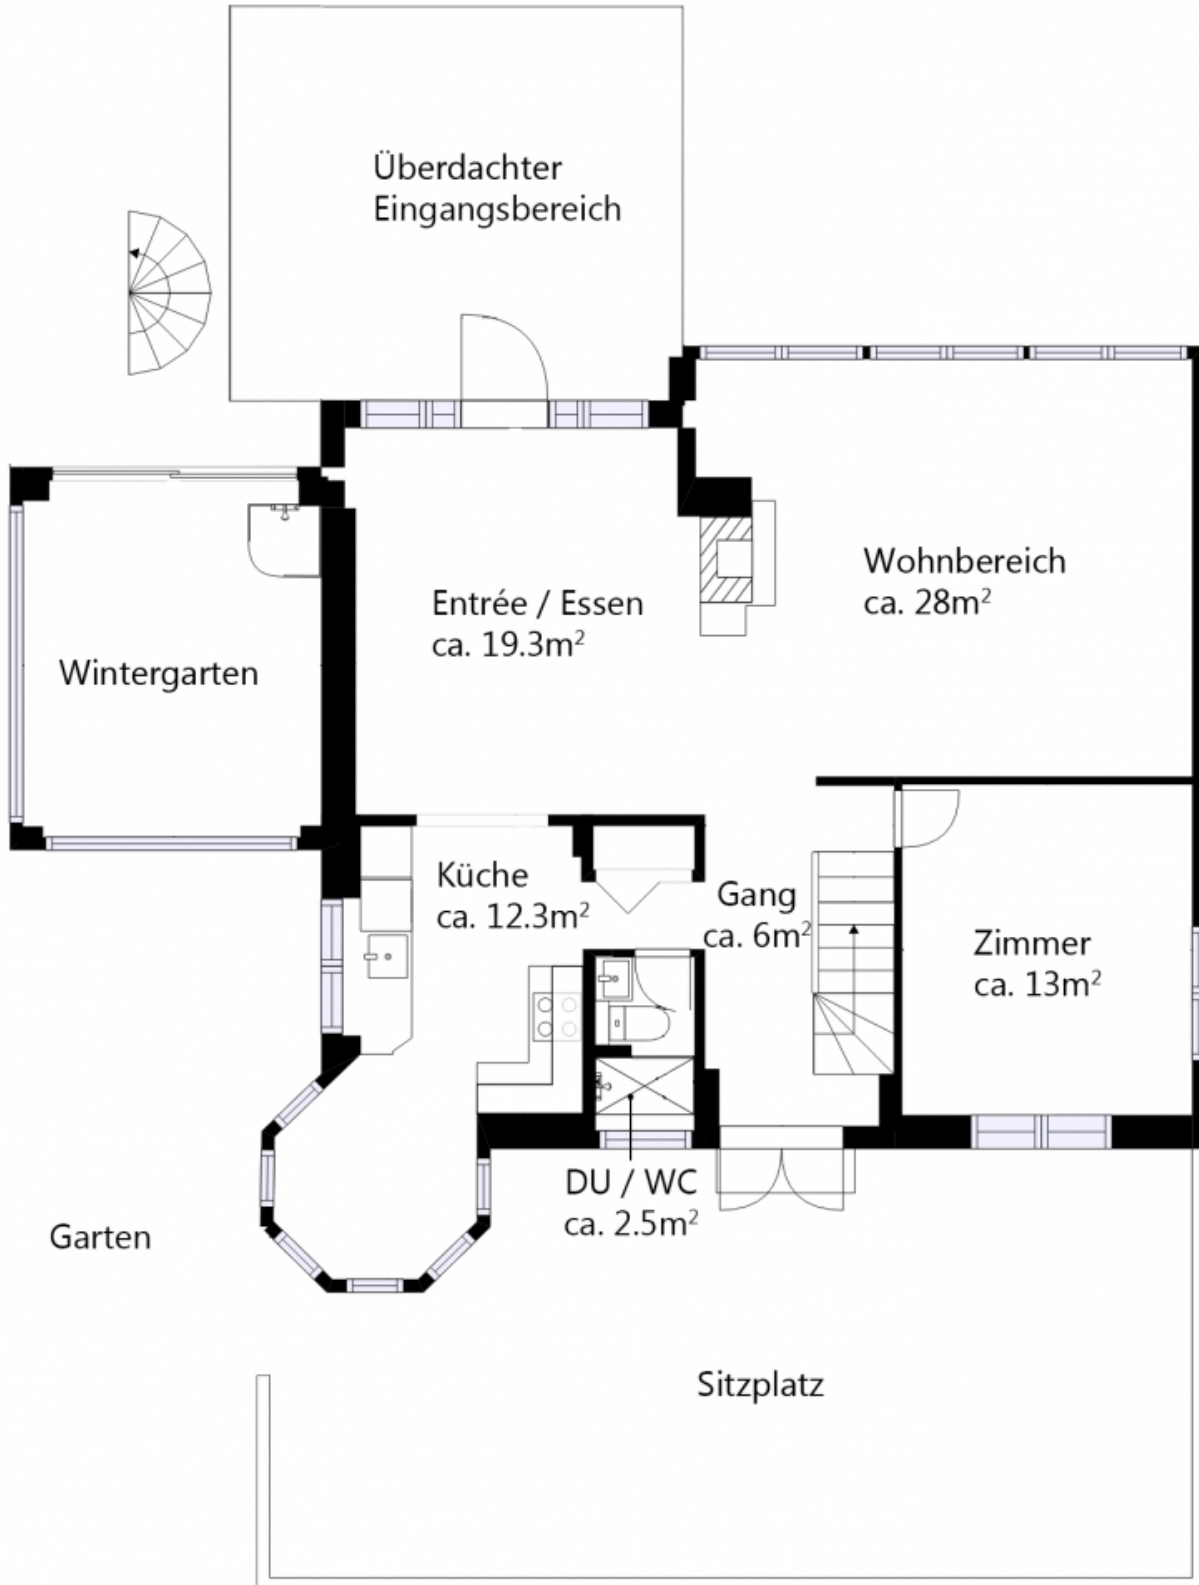 Überdachter
Eingangsbereich
Wohnbereich
ca. 28m²
Entrée / Essen
ca. 19.3m²
Wintergarten
Küche
ca. 12.3m²
Gang
ca. 6m²
Zimmer
ca. 13m²
DU / WC
ca. 2.5m²
Garten
Sitzplatz